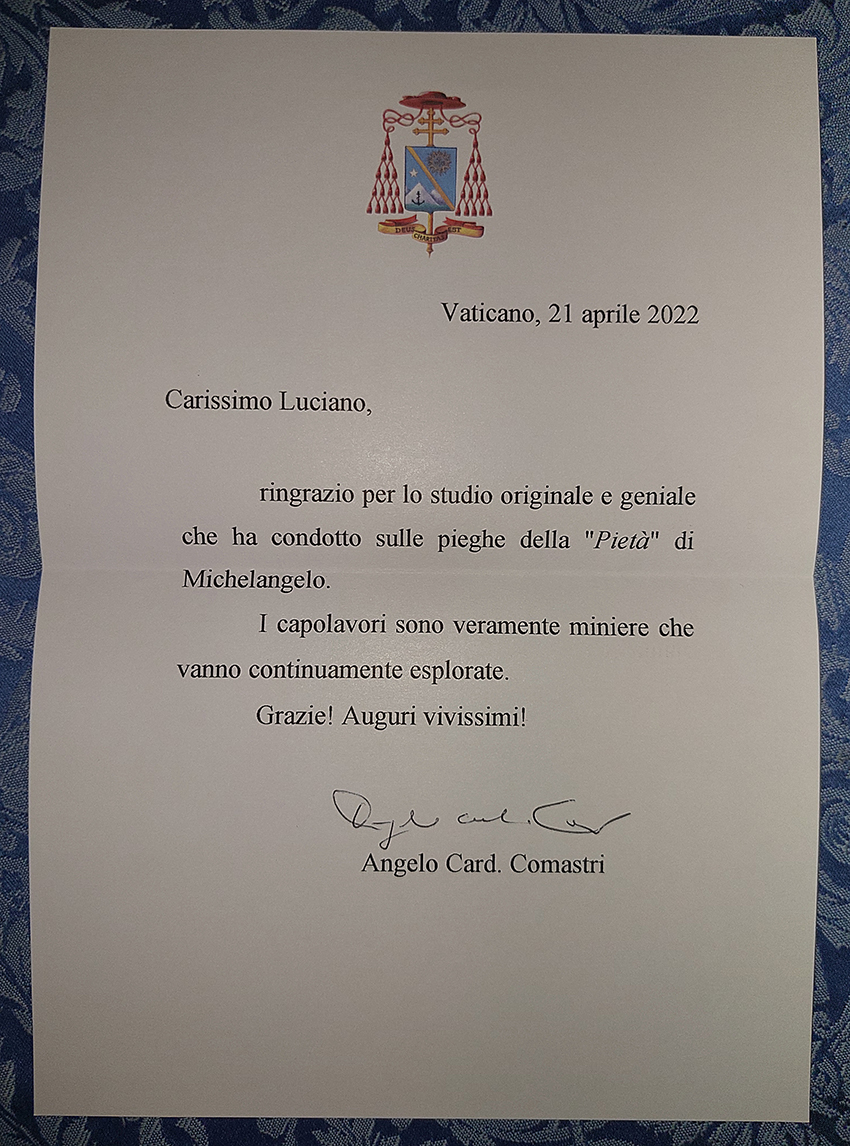 DEUS CHARITAS EST
Vaticano, 21 aprile 2022
Carissimo Luciano,
ringrazio per lo studio originale e geniale
che ha condotto sulle pieghe della "Pietà" di
Michelangelo.
I capolavori sono veramente miniere che
vanno continuamente esplorate.
Grazie! Auguri vivissimi!
Angelo Card. Comastri